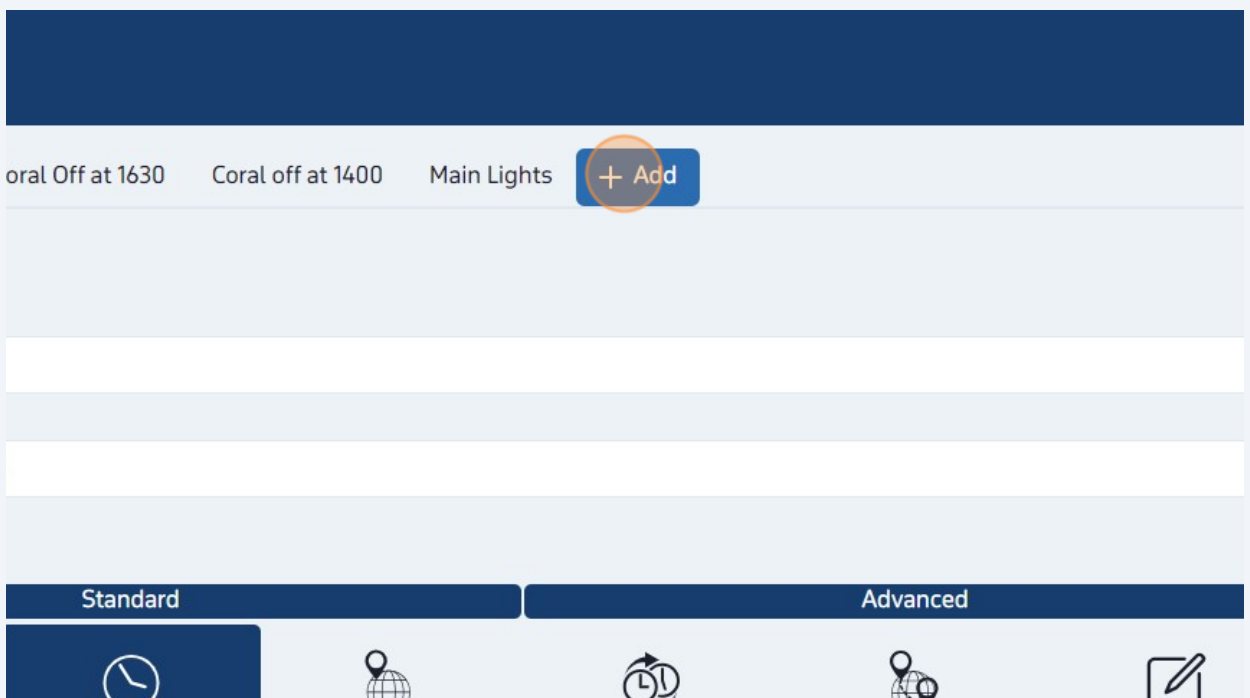 oral Off at 1630 Coral off at 1400 Main Lights + Add
Standard Advanced